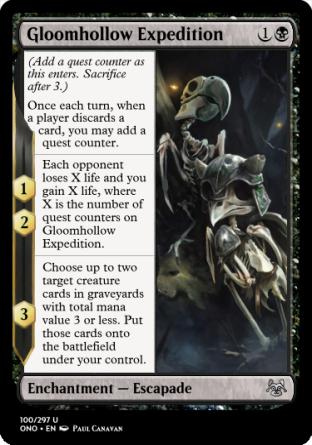 Gloomhollow Expedition 1
(Add a quest counter as
this enters. Sacrifice
after 3.)
Once each turn, when
a player discards a
card, you may add a
quest counter.
1
2
Each opponent
loses X life and you
gain X life, where
X is the number of
quest counters on
Gloomhollow
Expedition.
3
Choose up to two
target creature
cards in graveyards
with total mana
value 3 or less. Put
those cards onto
the battlefield
under your control.
Enchantment — Escapade
100/297 U
ONO • EN Paul Canavan